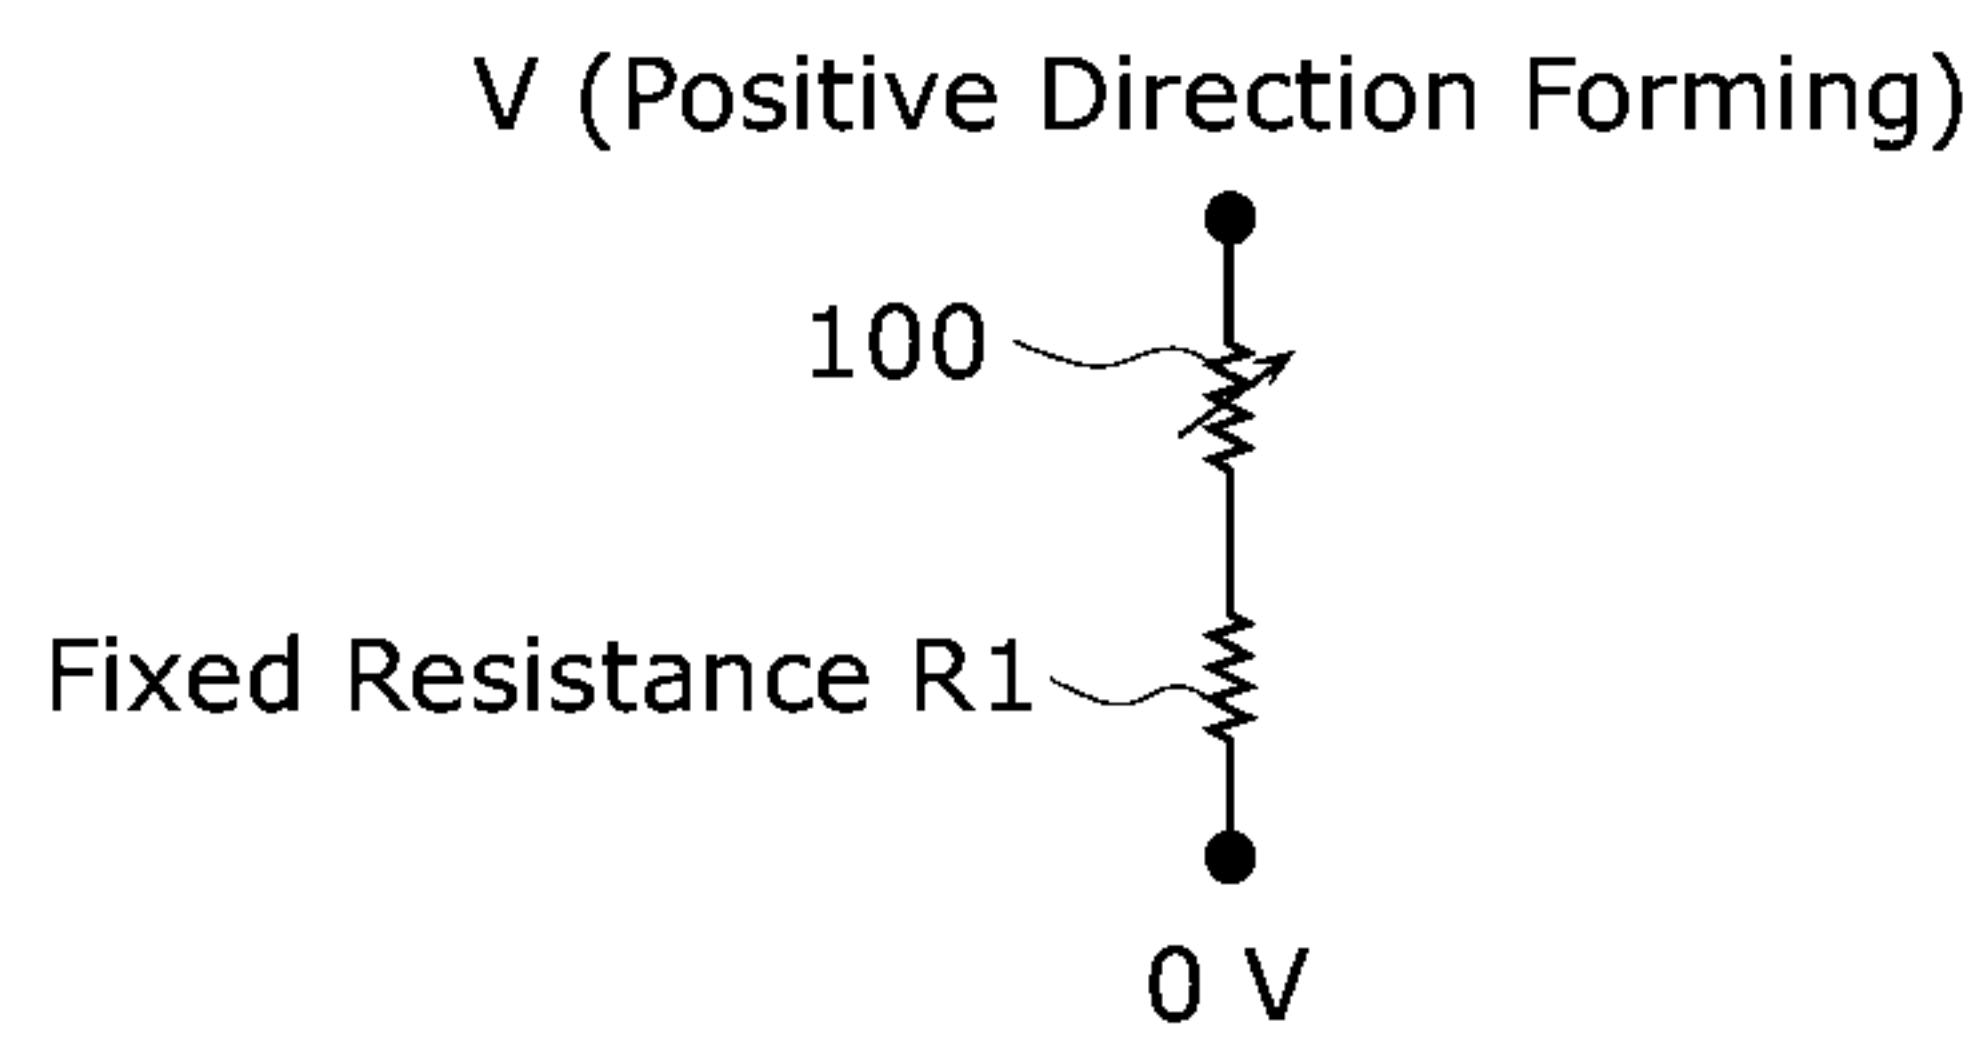 V (Positive Direction Forming)
100
Fixed Resistance R1
0 V